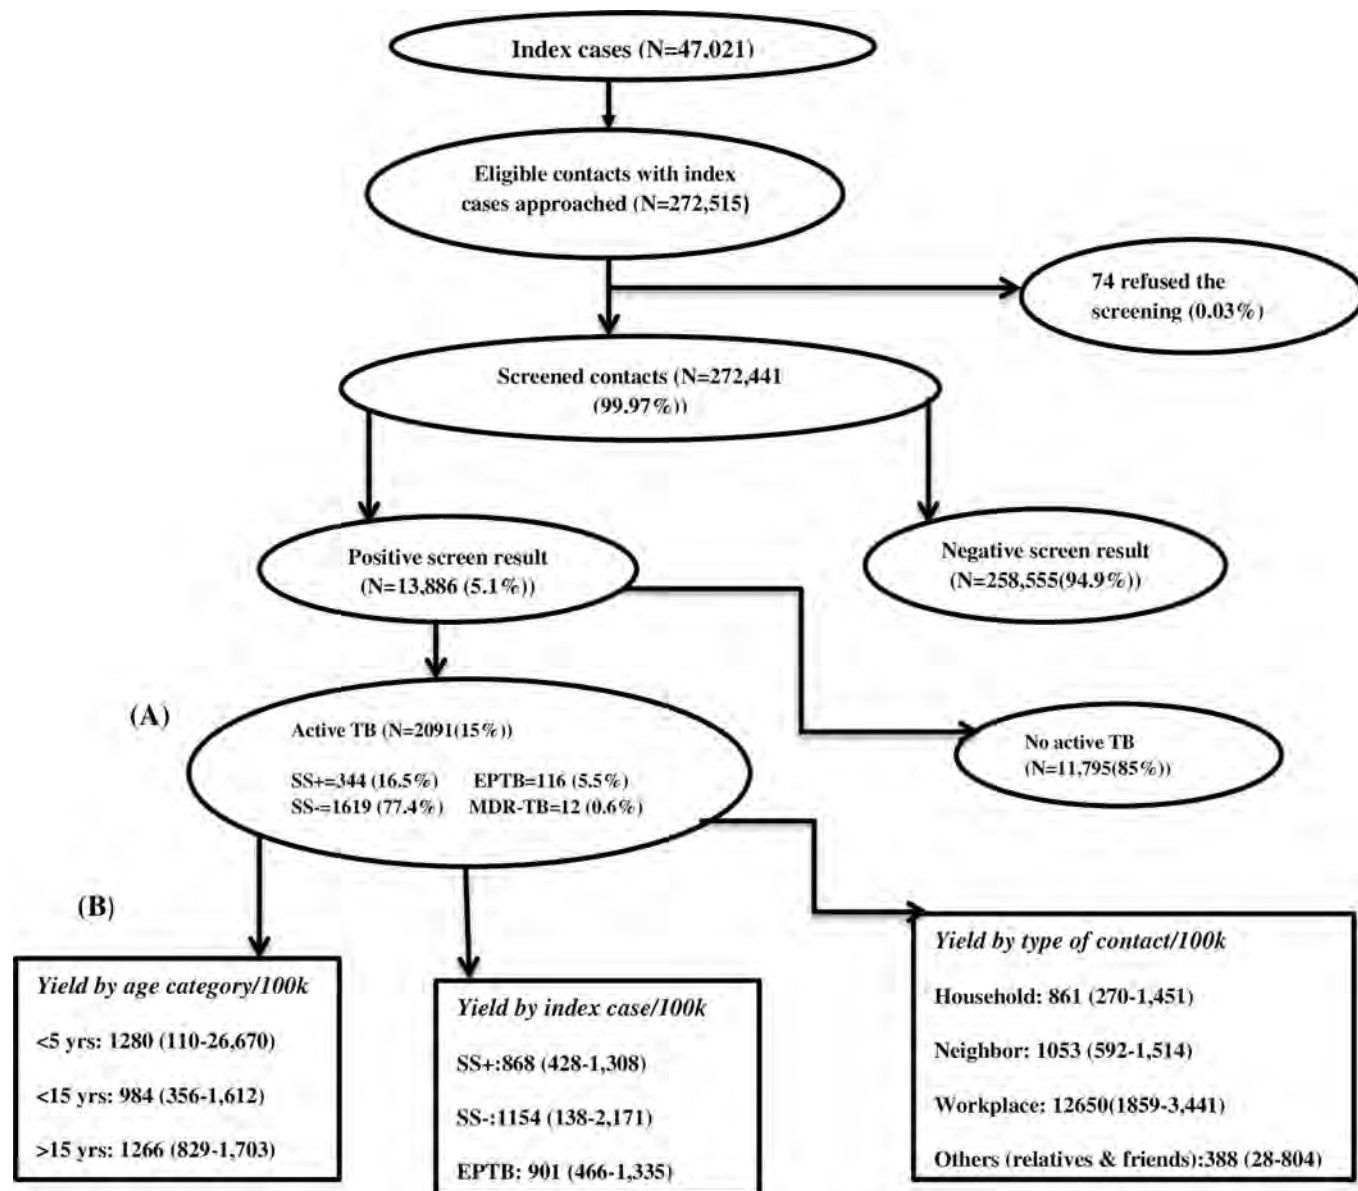 Index cases (N=47,021)
Eligible contacts with index
cases approached (N=272,515)
74 refused the
screening (0.03%)
Screened contacts (N=272,441
(99.97%))
Positive screen result
(N=13,886 (5.1%))
Negative screen result
(N=258,555(94.9%))
(A)
Active TB (N=2091(15%))
SS+=344 (16.5%) EPTB=116 (5.5%)
SS-=1619 (77.4%) MDR-TB=12 (0.6%)
No active TB
(N=11,795(85%))
(B)
Yield by age category/100k
<5 yrs: 1280 (110-26,670)
<15 yrs: 984 (356-1,612)
>15 yrs: 1266 (829-1,703)
Yield by index case/100k
SS+:868 (428-1,308)
SS-:1154 (138-2,171)
EPTB: 901 (466-1,335)
Yield by type of contact/100k
Household: 861 (270-1,451)
Neighbor: 1053 (592-1,514)
Workplace: 12650(1859-3,441)
Others (relatives & friends):388 (28-804)